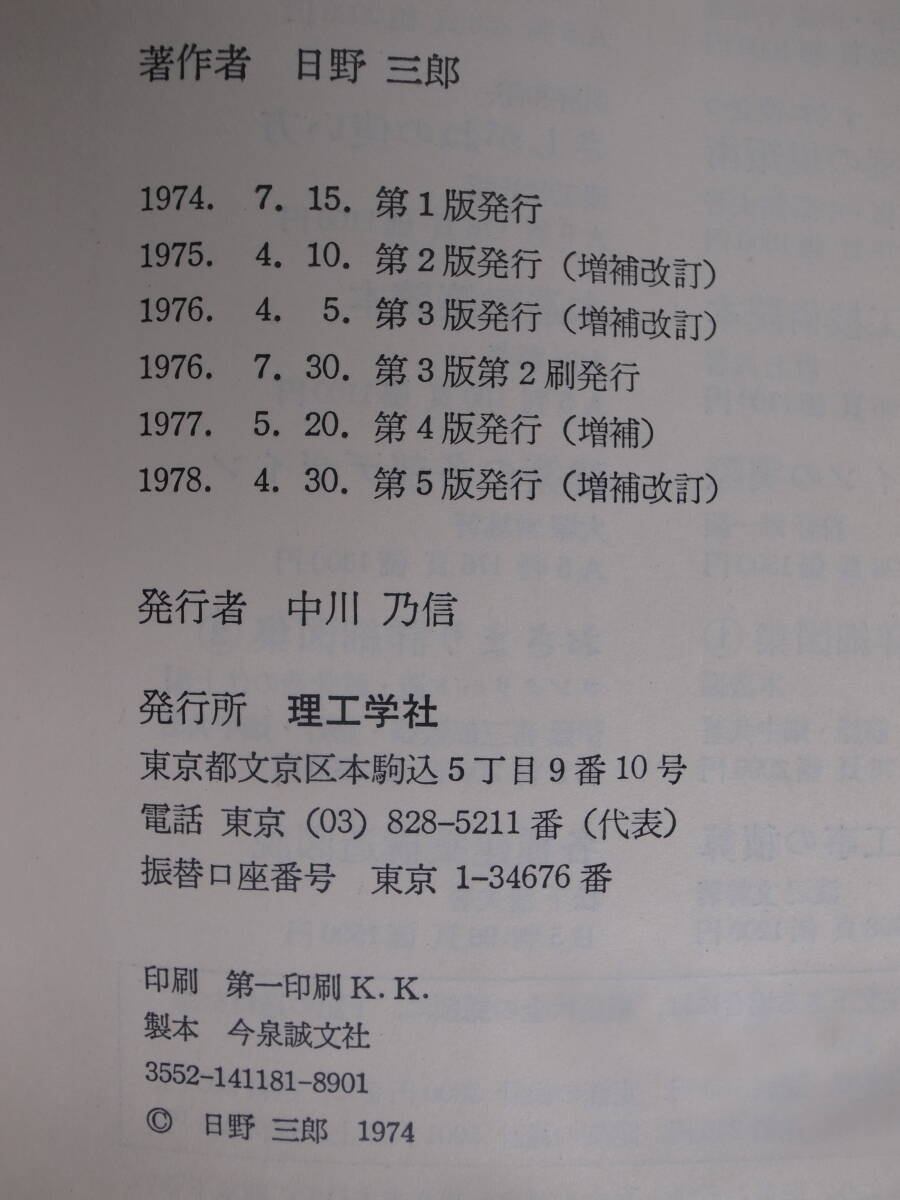 著作者 日野 三郎
1974. 7. 15. 第1版発行
1975. 4. 10. 第2版発行(増補改訂)
1976. 4. 5. 第3版発行(増補改訂)
1976. 7. 30. 第3版第2刷発行
1977. 5. 20. 第4版発行(増補)
1978. 4. 30. 第5版発行(増補改訂)
発行者 中川 乃信
発行所 理工学社
東京都文京区本駒込5丁目9番10号
電話 東京 (03) 828-5211番(代表)
振替口座番号 東京 1-34676番
印刷 第一印刷K.K.
製本 今泉誠文社
3552-141181-8901
© 日野 三郎 1974